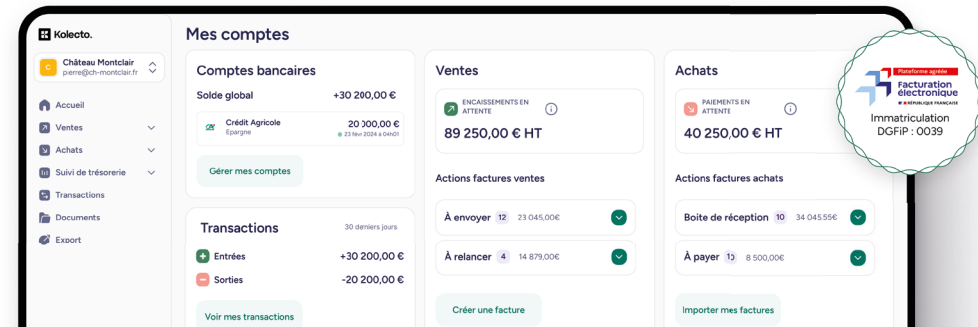 Kolecto.
C
Château Montclair
pierre@ch-montclair.fr
Accueil
Ventes
Achats
Suivi de trésorerie
Transactions
Documents
Export
Mes comptes
Comptes bancaires
Solde global +30 200,00 €
Crédit Agricole 20 000,00 €
Epargne 23 févr 2024 à 04h01
Gérer mes comptes
Transactions 30 derniers jours
Entrées +30 200,00 €
Sorties -20 200,00 €
Voir mes transactions
Ventes
ENCAISSEMENTS EN
ATTENTE
89 250,00 € HT
Actions factures ventes
À envoyer 12 23 045,00€
À relancer 4 14 879,00€
Créer une facture
Achats
PAIEMENTS EN
ATTENTE
40 250,00 € HT
Actions factures achats
Boite de réception 10 34 045.55€
À payer 8 500,00€
Importer mes factures
Plateforme agréée
Facturation
électronique
RÉPUBLIQUE FRANÇAISE
Immatriculation
DGFiP : 0039